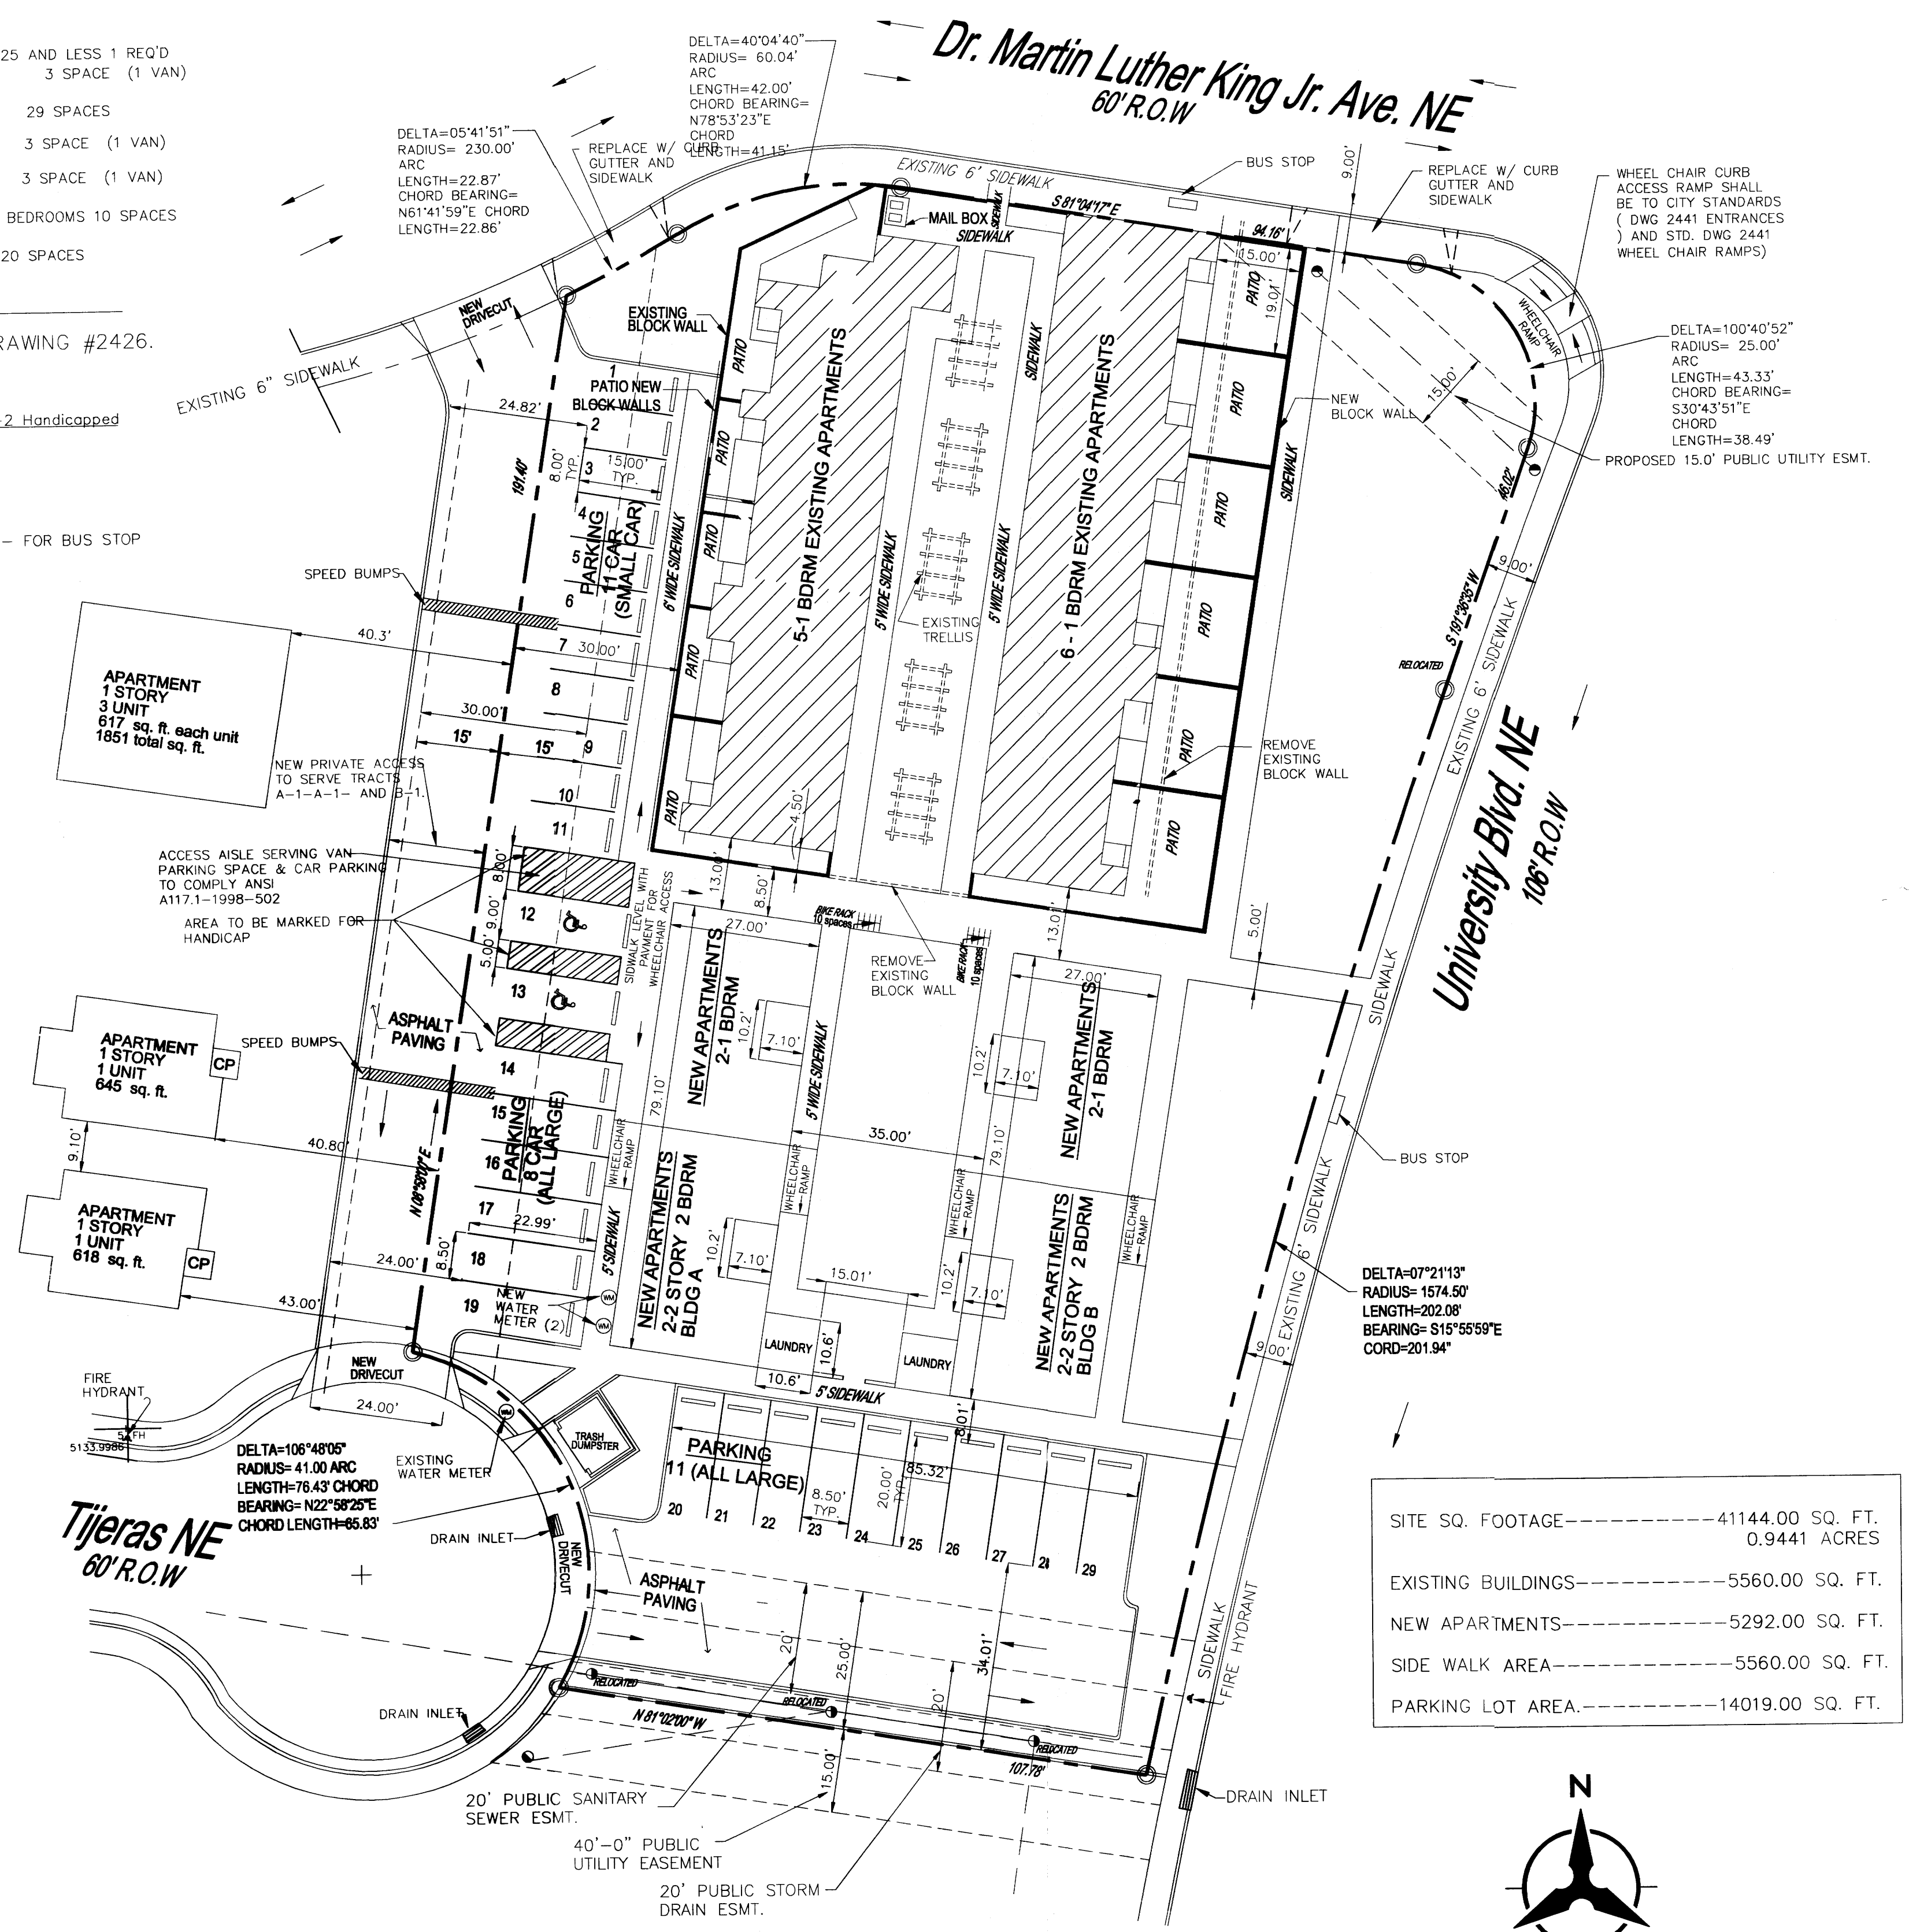 25 AND LESS 1 REQ'D
3 SPACE (1 VAN)
29 SPACES
3 SPACE (1 VAN)
3 SPACE (1 VAN)
BEDROOMS 10 SPACES
20 SPACES
RAWING #2426.
-2 Handicapped
- FOR BUS STOP
Dr. Martin Luther King Jr. Ave. NE
60' R.O.W
DELTA=40°04'40"
RADIUS= 60.04'
ARC
LENGTH=42.00'
CHORD BEARING=
N78°53'23"E
CHORD
LENGTH=41.15'
DELTA=05°41'51"
RADIUS= 230.00'
ARC
LENGTH=22.87'
CHORD BEARING=
N61°41'59"E CHORD
LENGTH=22.86'
REPLACE W/ CURB
GUTTER AND
SIDEWALK
EXISTING 6' SIDEWALK
BUS STOP
9.00'
REPLACE W/ CURB
GUTTER AND
SIDEWALK
WHEEL CHAIR CURB
ACCESS RAMP SHALL
BE TO CITY STANDARDS
( DWG 2441 ENTRANCES
) AND STD. DWG 2441
WHEEL CHAIR RAMPS)
MAIL BOX
SIDEWALK
SIDEWALK
S 81°04'17" E
94.16'
15.00'
19.01'
WHEELCHAIR
RAMP
DELTA=100°40'52"
RADIUS= 25.00'
ARC
LENGTH=43.33'
CHORD BEARING=
S30°43'51"E
CHORD
LENGTH=38.49'
15.00'
PROPOSED 15.0' PUBLIC UTILITY ESMT.
46.02'
NEW
BLOCK WALL
NEW
DRIVECUT
EXISTING
BLOCK WALL
EXISTING 6" SIDEWALK
1
PATIO NEW
BLOCK WALLS
24.82'
2
8.00'
TYP.
3
15.00'
TYP.
191.40'
4
5
6
PARKING
11 CAR
(SMALL CAR)
6' WIDE SIDEWALK
PATIO
PATIO
PATIO
PATIO
PATIO
5-1 BDRM EXISTING APARTMENTS
5' WIDE SIDEWALK
SIDEWALK
EXISTING
TRELLIS
5' WIDE SIDEWALK
6 - 1 BDRM EXISTING APARTMENTS
PATIO
PATIO
PATIO
PATIO
PATIO
PATIO
SIDEWALK
9.00'
S 191°36'35" W
RELOCATED
EXISTING 6' SIDEWALK
SPEED BUMPS
40.3'
7
30.00'
8
30.00'
15'
15'
9
10
11
APARTMENT
1 STORY
3 UNIT
617 sq. ft. each unit
1851 total sq. ft.
NEW PRIVATE ACCESS
TO SERVE TRACTS
A-1-A-1- AND B-1.
REMOVE
EXISTING
BLOCK WALL
4.50'
ACCESS AISLE SERVING VAN
PARKING SPACE & CAR PARKING
TO COMPLY ANSI
A117.1-1998-502
AREA TO BE MARKED FOR
HANDICAP
8.00'
9.00'
5.00'
12
13
14
SIDWALK LEVEL WITH
PAVMENT FOR
WHEELCHAIR ACCESS
13.00'
8.50'
27.00'
BIKE RACK
10 spaces
BIKE RACK
10 spaces
REMOVE
EXISTING
BLOCK WALL
13.01'
27.00'
5.00'
University Blvd. NE
106' R.O.W
SIDEWALK
ASPHALT
PAVING
SPEED BUMPS
APARTMENT
1 STORY
1 UNIT
645 sq. ft.
CP
9.10'
40.80'
N 08°58'00" E
15
16
17
PARKING
8 CAR
(ALL LARGE)
22.99'
8.50'
18
19
24.00'
APARTMENT
1 STORY
1 UNIT
618 sq. ft.
CP
43.00'
NEW
WATER
METER (2)
WM
WM
WHEELCHAIR
RAMP
5' SIDEWALK
79.10'
NEW APARTMENTS
2-1 BDRM
10.2'
7.10'
5' WIDE SIDEWALK
35.00'
10.2'
7.10'
79.10'
NEW APARTMENTS
2-1 BDRM
BUS STOP
NEW APARTMENTS
2-2 STORY 2 BDRM
BLDG A
10.2'
7.10'
WHEELCHAIR
RAMP
15.01'
WHEELCHAIR
RAMP
10.2'
7.10'
NEW APARTMENTS
2-2 STORY 2 BDRM
BLDG B
WHEELCHAIR
RAMP
EXISTING 6' SIDEWALK
9.00'
DELTA=07°21'13"
RADIUS= 1574.50'
LENGTH=202.08'
BEARING= S15°55'59"E
CORD=201.94"
LAUNDRY
10.6'
10.6'
LAUNDRY
5' SIDEWALK
8.01'
NEW
DRIVECUT
24.00'
FIRE
HYDRANT
FH
5133.9986
DELTA=106°48'05"
RADIUS= 41.00 ARC
LENGTH=76.43' CHORD
BEARING= N22°58'25"E
CHORD LENGTH=65.83'
EXISTING
WATER METER
WM
TRASH
DUMPSTER
PARKING
11 (ALL LARGE)
85.32'
8.50'
TYP.
20.00'
TYP.
20
21
22
23
24
25
26
27
28
29
Tijeras NE
60' R.O.W
DRAIN INLET
NEW
DRIVECUT
ASPHALT
PAVING
20'
25.00'
20'
34.01'
SIDEWALK
FIRE HYDRANT
DRAIN INLET
RELOCATED
RELOCATED
RELOCATED
N 81°02'00" W
107.78'
15.00'
DRAIN INLET
20' PUBLIC SANITARY
SEWER ESMT.
40'-0" PUBLIC
UTILITY EASEMENT
20' PUBLIC STORM
DRAIN ESMT.
SITE SQ. FOOTAGE-----------41144.00 SQ. FT.
0.9441 ACRES
EXISTING BUILDINGS-----------5560.00 SQ. FT.
NEW APARTMENTS------------5292.00 SQ. FT.
SIDE WALK AREA-------------5560.00 SQ. FT.
PARKING LOT AREA.----------14019.00 SQ. FT.
N